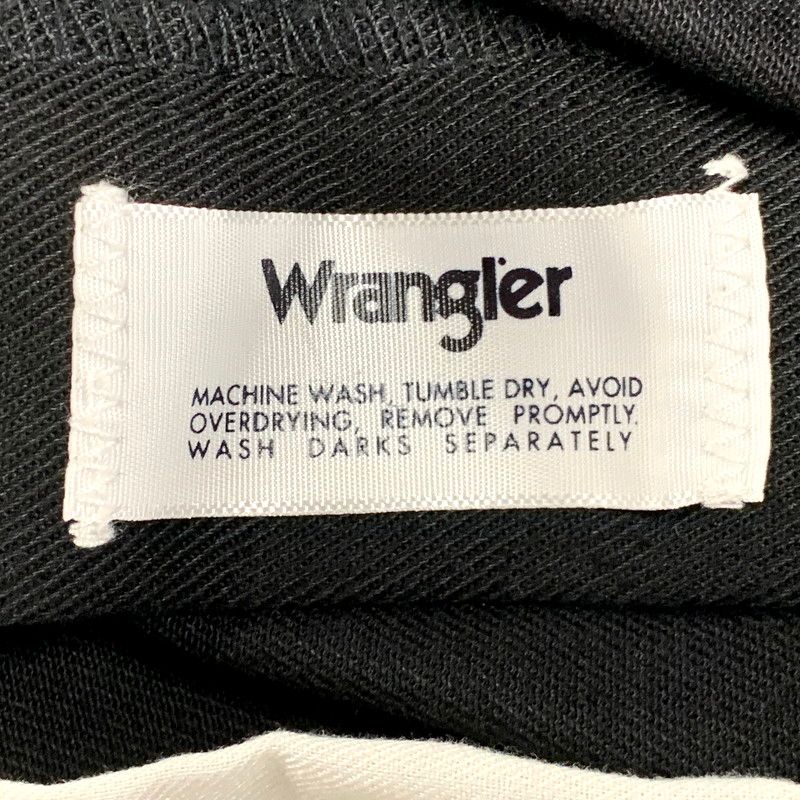 Wrangler
MACHINE WASH, TUMBLE DRY, AVOID
OVERDRYING, REMOVE PROMPTLY.
WASH DARKS SEPARATELY